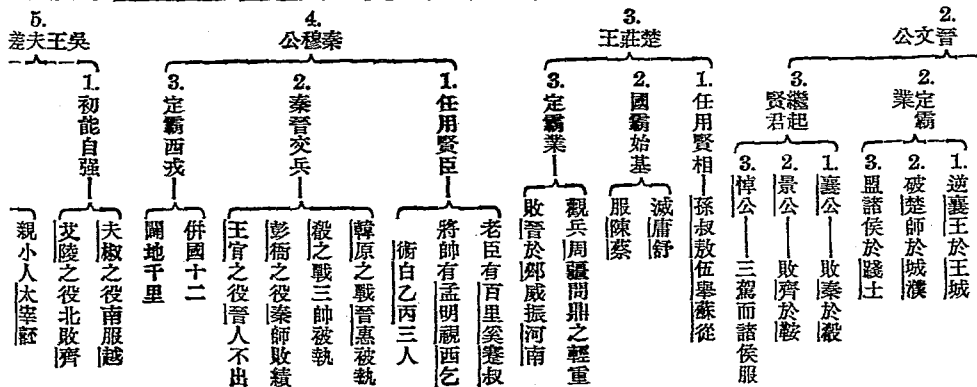 2. 晉文公
2. 定霸業
1. 逆襄王於王城
2. 破楚師於城濮
3. 盟諸侯於踐土
3. 繼起賢君
1. 襄公——敗秦於殽
2. 景公——敗齊於鞍
3. 悼公——三駕而諸侯服
3. 楚莊王
1. 任用賢相—孫叔敖伍舉蘇從
2. 國霸始基
滅庸舒
服陳蔡
3. 定霸業
觀兵周疆問鼎之輕重
敗晉於邲威振河南
4. 秦穆公
1. 任用賢臣
老臣有百里奚蹇叔
將帥有孟明視西乞
術白乙丙三人
2. 秦晉交兵
韓原之戰晉惠被執
殽之戰三帥被執
彭衙之役秦師敗績
王官之役晉人不出
3. 定霸西戎
併國十二
闢地千里
5. 吳王夫差
1. 初能自强
夫椒之役南服越
艾陵之役北敗齊
親小人太宰嚭